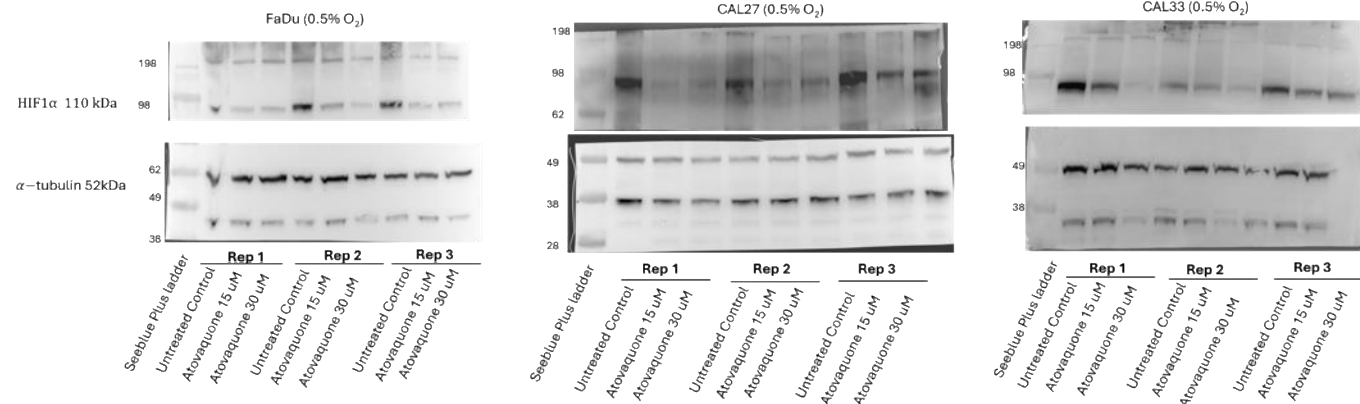 FaDu (0.5% O₂)
CAL27 (0.5% O₂)
CAL33 (0.5% O₂)
HIF1α 110 kDa
α−tubulin 52kDa
198
98
62
49
38
198
98
62
49
38
28
198
98
49
38
Rep 1
Rep 2
Rep 3
Seeblue Plus ladder
Untreated Control
Atovaquone 15 uM
Atovaquone 30 uM
Untreated Control
Atovaquone 15 uM
Atovaquone 30 uM
Untreated Control
Atovaquone 15 uM
Atovaquone 30 uM
Rep 1
Rep 2
Rep 3
Seeblue Plus ladder
Untreated Control
Atovaquone 15 uM
Atovaquone 30 uM
Untreated Control
Atovaquone 15 uM
Atovaquone 30 uM
Untreated Control
Atovaquone 15 uM
Atovaquone 30 uM
Rep 1
Rep 2
Rep 3
Seeblue Plus ladder
Untreated Control
Atovaquone 15 uM
Atovaquone 30 uM
Untreated Control
Atovaquone 15 uM
Atovaquone 30 uM
Untreated Control
Atovaquone 15 uM
Atovaquone 30 uM